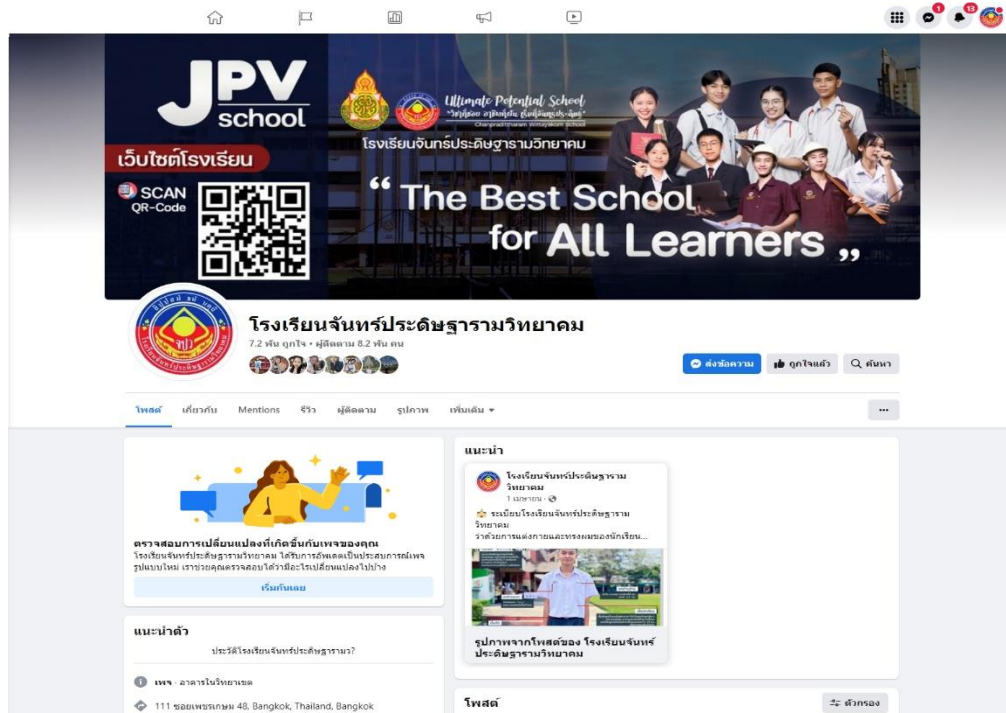 1
13
JPV
school
Ultimate Potential School
Chanpradittharam Wittayakom School
โรงเรียนจันทร์ประดิษฐารามวิทยาคม
เว็บไซต์โรงเรียน
SCAN
QR-Code
“ The Best School
for All Learners „
โรงเรียนจันทร์ประดิษฐารามวิทยาคม
7.2 พัน ถูกใจ • ผู้ติดตาม 8.2 พัน คน
ส่งข้อความ
ถูกใจแล้ว
ค้นหา
โพสต์ เกี่ยวกับ Mentions รีวิว ผู้ติดตาม รูปภาพ เพิ่มเติม
ตรวจสอบการเปลี่ยนแปลงที่เกิดขึ้นกับเพจของคุณ
โรงเรียนจันทร์ประดิษฐารามวิทยาคม ได้รับการอัพเดตเป็นประสบการณ์เพจ
รูปแบบใหม่ เราช่วยคุณตรวจสอบได้ว่ามีอะไรเปลี่ยนแปลงไปบ้าง
เริ่มกันเลย
แนะนำตัว
ประวัติโรงเรียนจันทร์ประดิษฐารามว?
เพจ · อาคารในวิทยาเขต
111 ซอยเพชรเกษม 48, Bangkok, Thailand, Bangkok
แนะนำ
โรงเรียนจันทร์ประดิษฐาราม
วิทยาคม
1 เมษายน ·
ระเบียบโรงเรียนจันทร์ประดิษฐาราม
วิทยาคม
ว่าด้วยการแต่งกายและทรงผมของนักเรียน...
รูปภาพจากโพสต์ของ โรงเรียนจันทร์
ประดิษฐารามวิทยาคม
โพสต์
ตัวกรอง